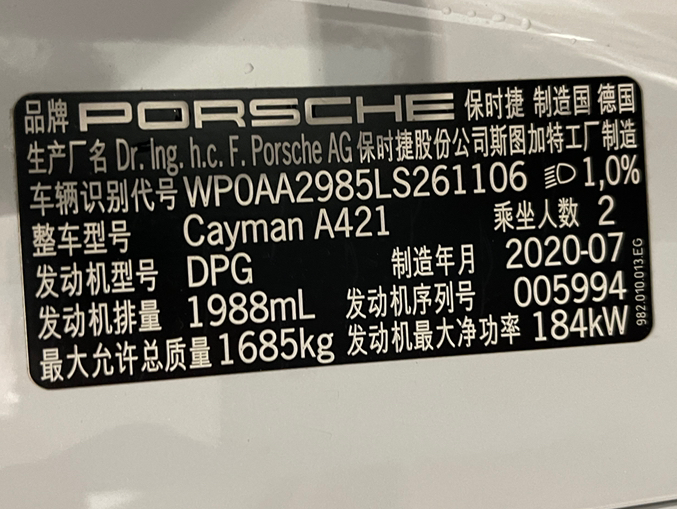 品牌 PORSCHE 保时捷 制造国 德国
生产厂名 Dr. Ing. h.c. F. Porsche AG 保时捷股份公司斯图加特工厂制造
车辆识别代号 WP0AA2985LS261106 1,0%
整车型号 Cayman A421 乘坐人数 2
发动机型号 DPG 制造年月 2020-07
发动机排量 1988mL 发动机序列号 005994
最大允许总质量 1685kg 发动机最大净功率 184kW
982.010.013.EG